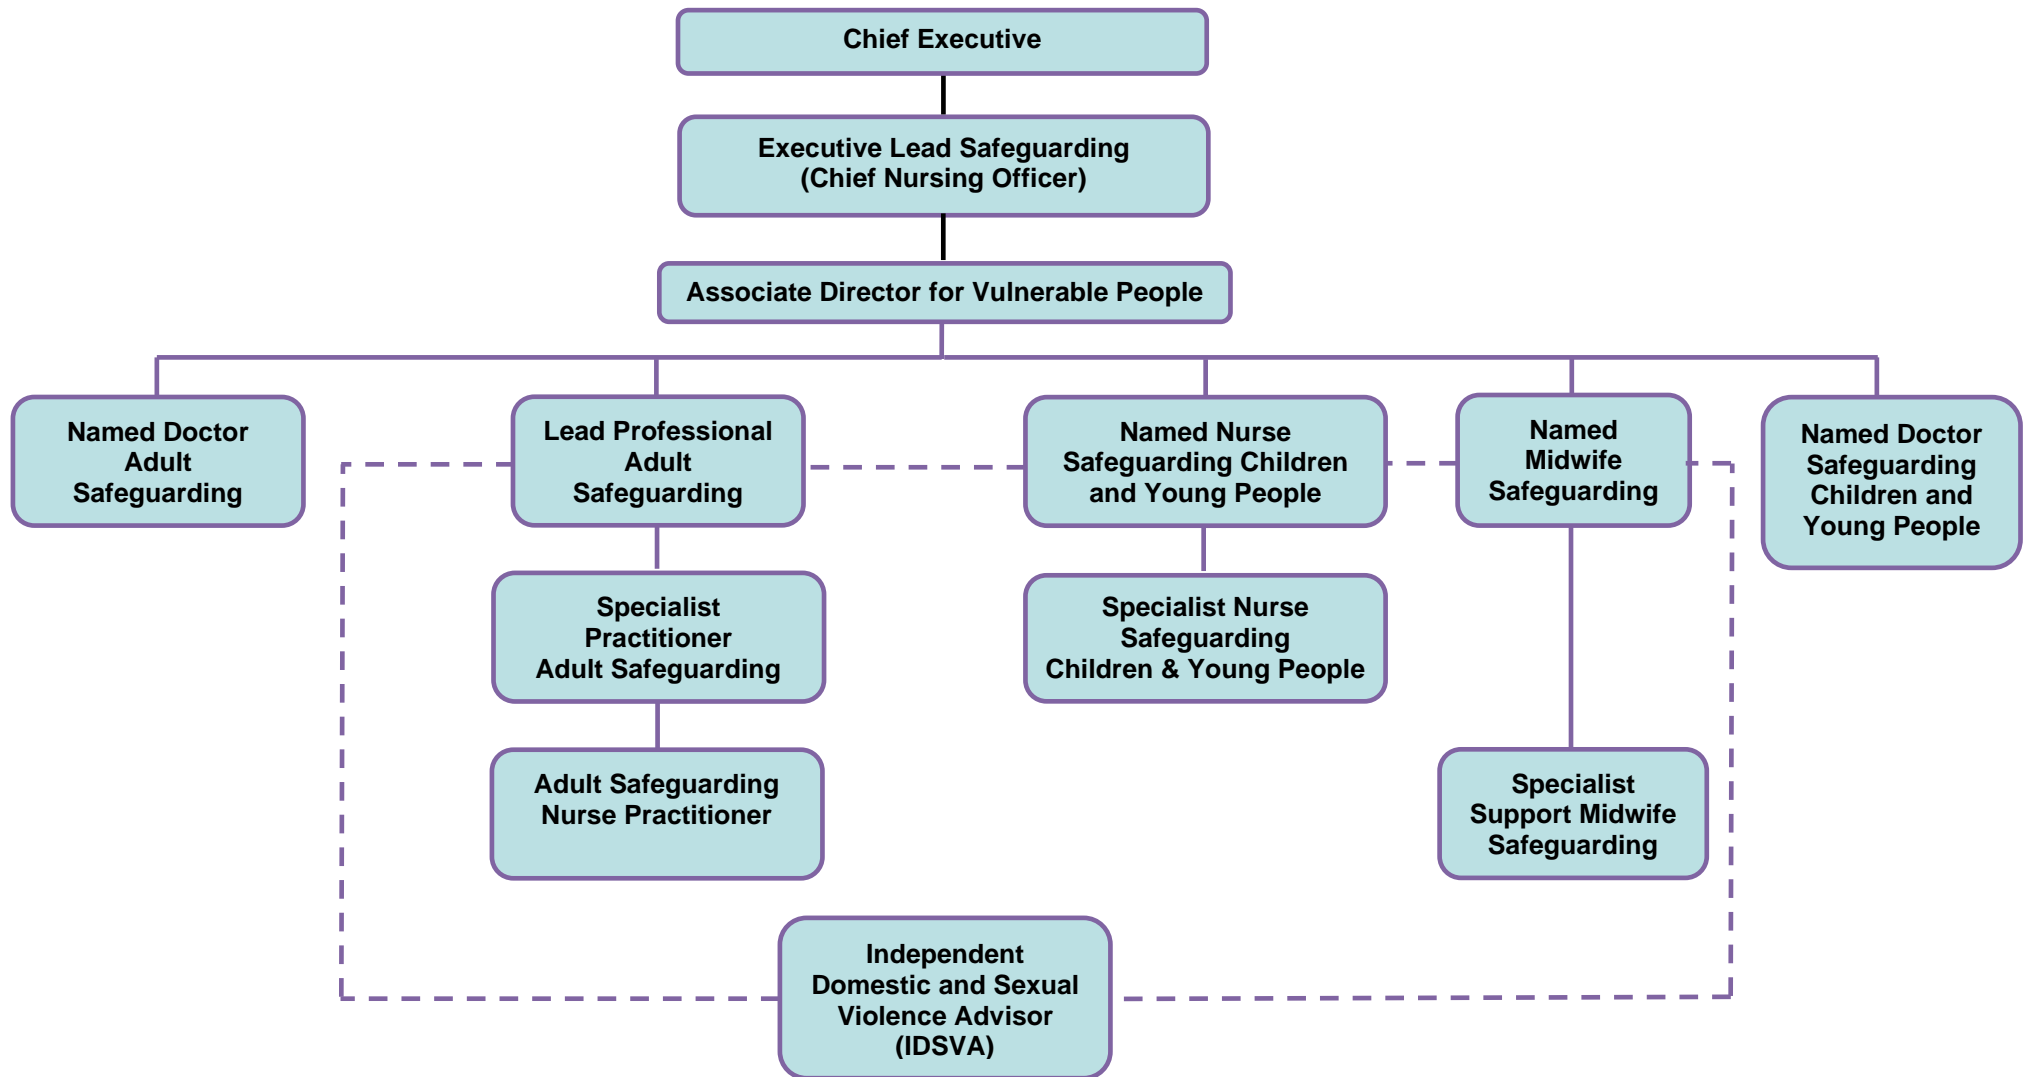 Chief Executive
Executive Lead Safeguarding
(Chief Nursing Officer)
Associate Director for Vulnerable People
Named Doctor
Adult
Safeguarding
Lead Professional
Adult
Safeguarding
Named Nurse
Safeguarding Children
and Young People
Named
Midwife
Safeguarding
Named Doctor
Safeguarding
Children and
Young People
Specialist
Practitioner
Adult Safeguarding
Specialist Nurse
Safeguarding
Children & Young People
Adult Safeguarding
Nurse Practitioner
Specialist
Support Midwife
Safeguarding
Independent
Domestic and Sexual
Violence Advisor
(IDSVA)